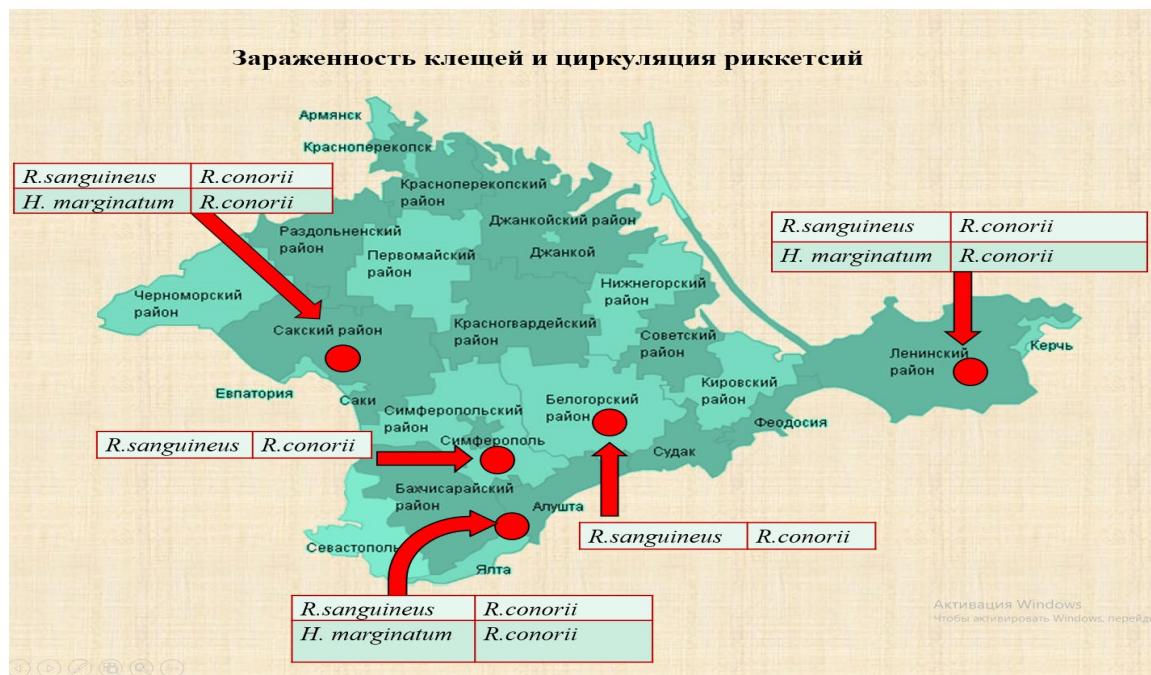 Зараженность клещей и циркуляция риккетсий
Армянск
Красноперекопск
R.sanguineus R.conorii
H. marginatum R.conorii
Красноперекопский
район
Джанкойский район
Джанкой
Раздольненский
район
Первомайский
район
R.sanguineus R.conorii
H. marginatum R.conorii
Нижнегорский
район
Черноморский
район
Сакский район
Красногвардейский
район
Советский
район
Ленинский
район
Керчь
Кировский
район
Евпатория
Саки
Белогорский
район
Симферопольский
район
Феодосия
R.sanguineus R.conorii
Симферополь
Судак
Бахчисарайский
район
Алушта
R.sanguineus R.conorii
Севастополь
Ялта
R.sanguineus R.conorii
H. marginatum R.conorii
Активация Windows
Чтобы активировать Windows, перейд